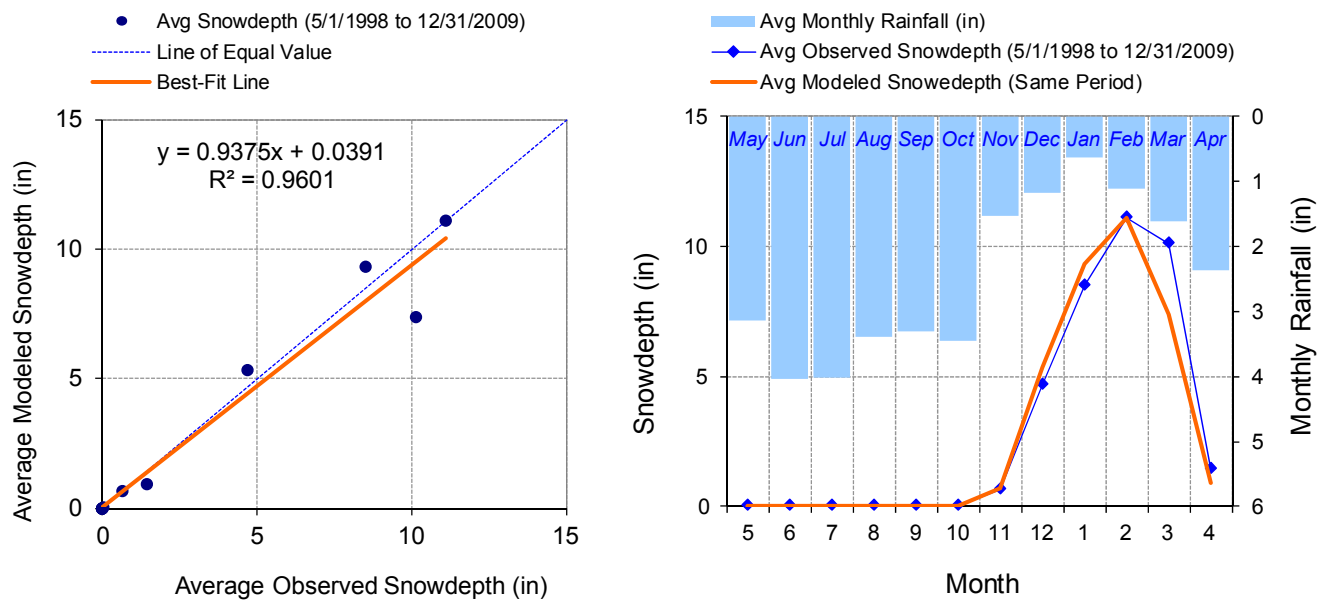 Avg Snowdepth (5/1/1998 to 12/31/2009)
Line of Equal Value
Best-Fit Line
15
10
5
0
y = 0.9375x + 0.0391
R² = 0.9601
0 5 10 15
Average Modeled Snowdepth (in)
Average Observed Snowdepth (in)
Avg Monthly Rainfall (in)
Avg Observed Snowdepth (5/1/1998 to 12/31/2009)
Avg Modeled Snowedepth (Same Period)
15
10
5
0
May Jun Jul Aug Sep Oct Nov Dec Jan Feb Mar Apr
0
1
2
3
4
5
6
5 6 7 8 9 10 11 12 1 2 3 4
Snowdepth (in)
Monthly Rainfall (in)
Month